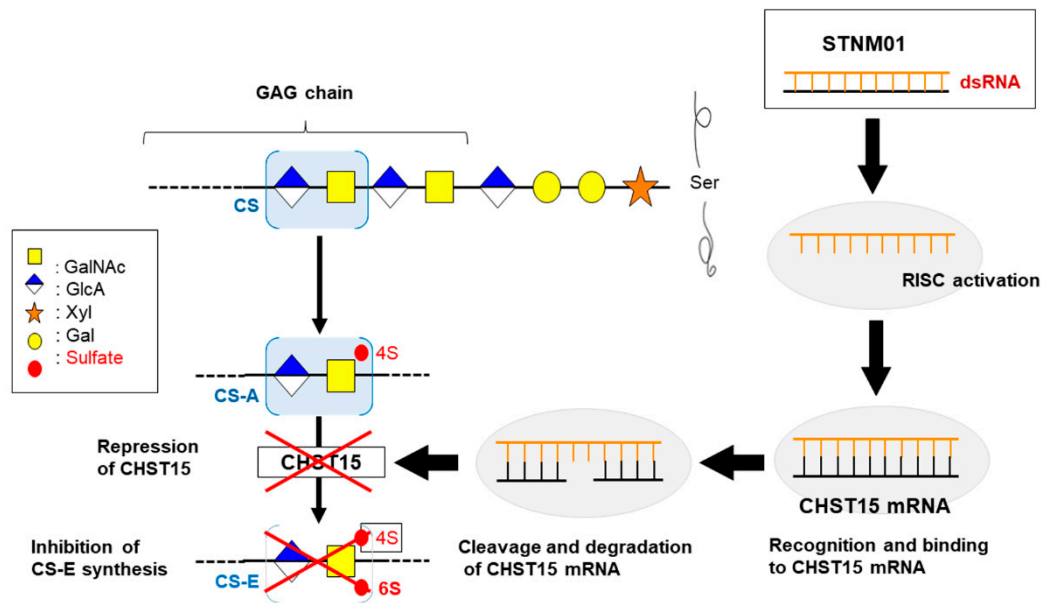 STNM01
dsRNA
GAG chain
Ser
CS
RISC activation
: GalNAc
: GlcA
: Xyl
: Gal
: Sulfate
4S
CS-A
Repression
of CHST15
CHST15
CHST15 mRNA
Inhibition of
CS-E synthesis
4S
CS-E
6S
Cleavage and degradation
of CHST15 mRNA
Recognition and binding
to CHST15 mRNA